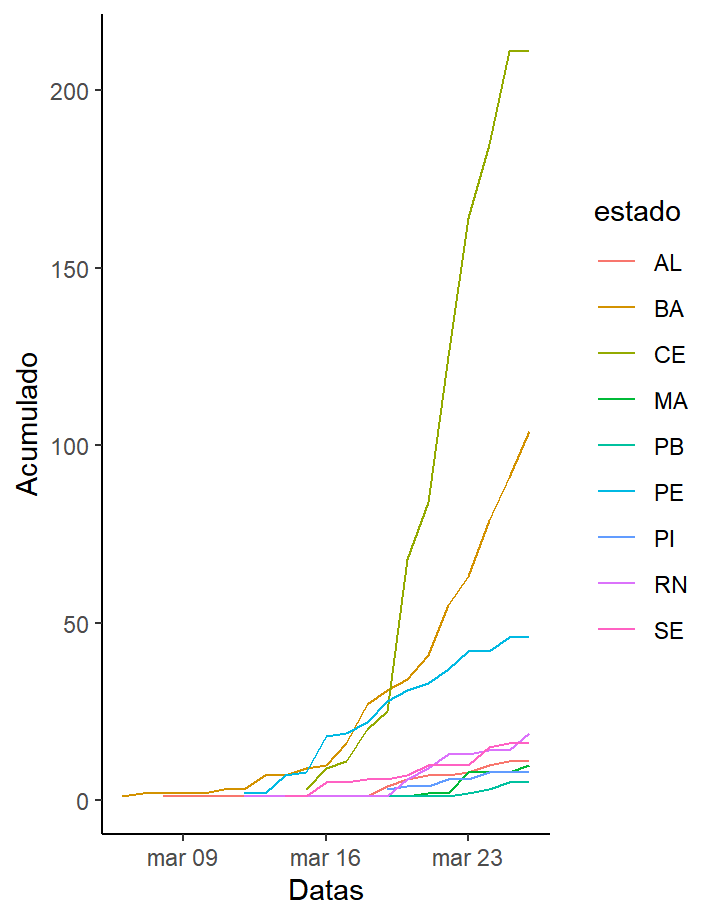 200
150
100
50
0
Acumulado
mar 09
mar 16
mar 23
Datas
estado
AL
BA
CE
MA
PB
PE
PI
RN
SE